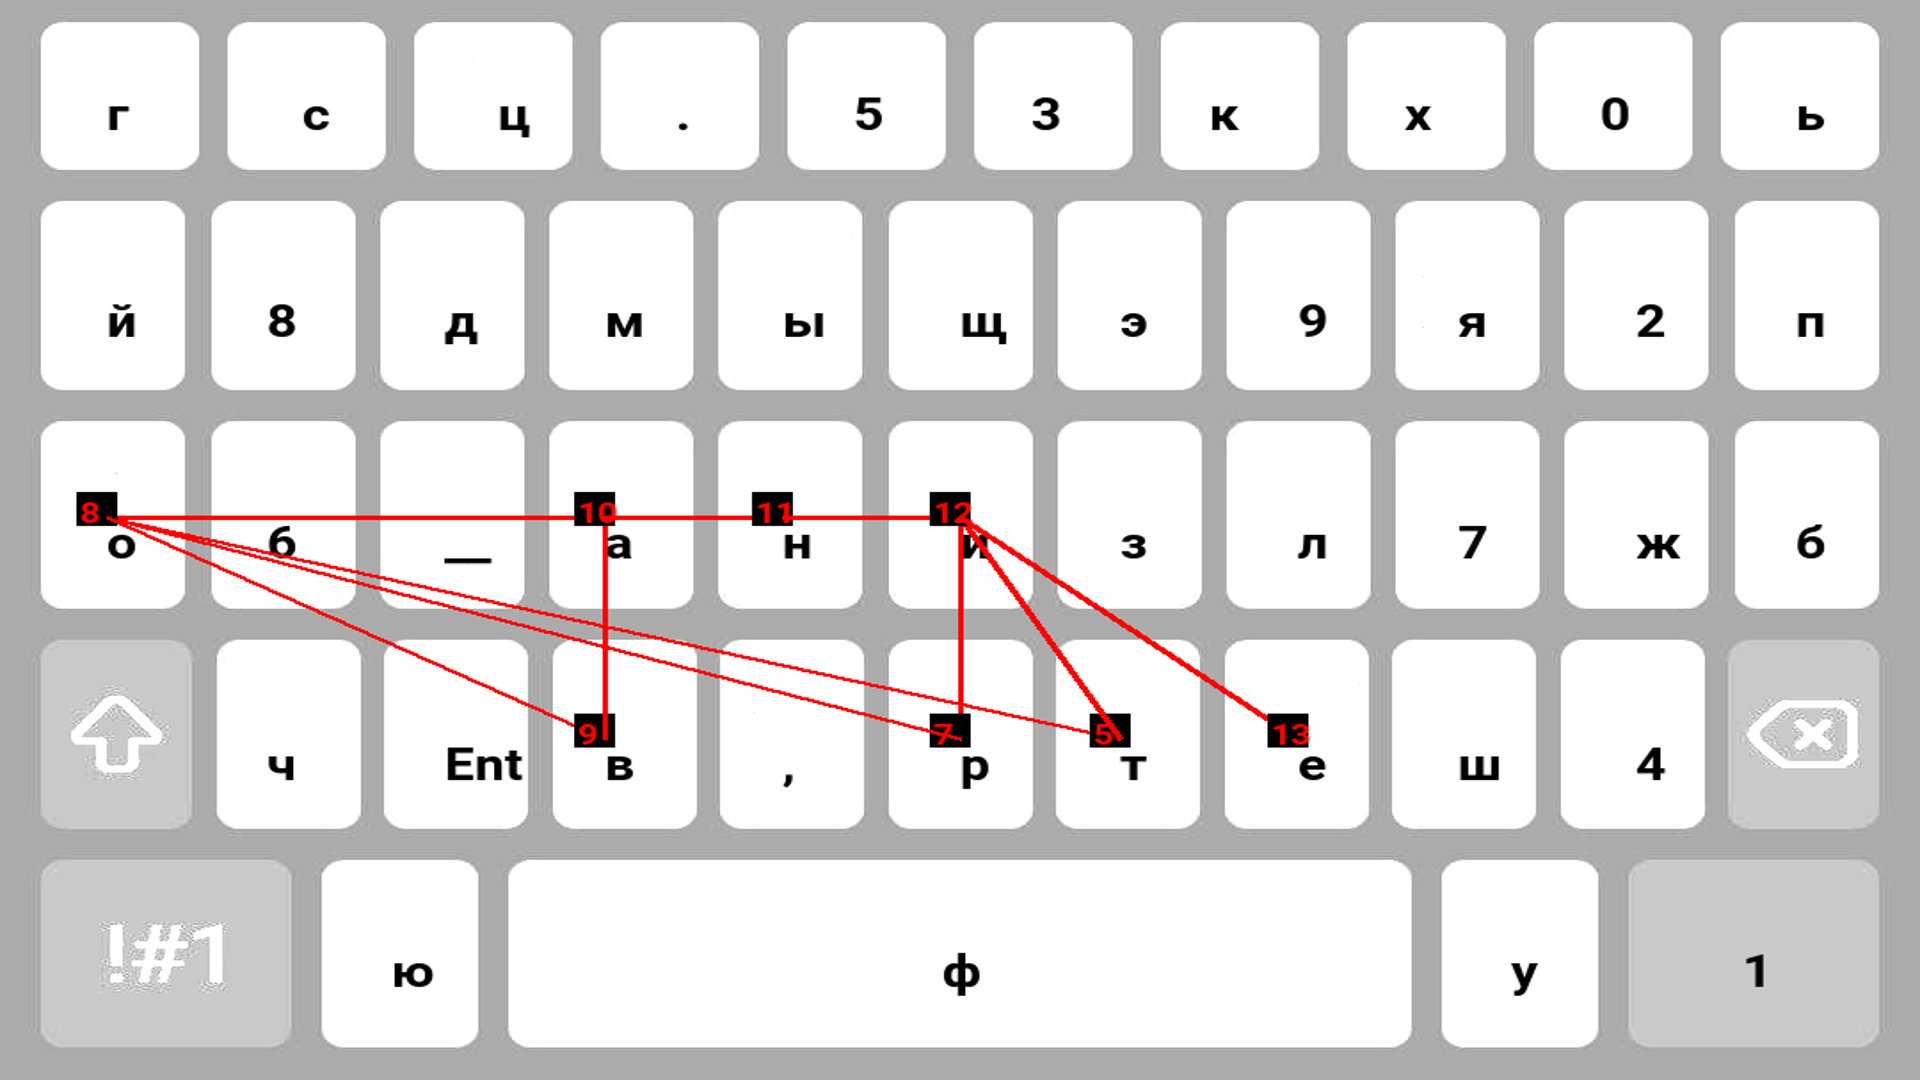 г с ц . 5 3 к х 0 ь
й 8 д м ы щ э 9 я 2 п
8 10 11 12
о б __ а н и з л 7 ж б
9 7 5 13
ч Ent в , р т е ш 4
!#1 ю ф у 1